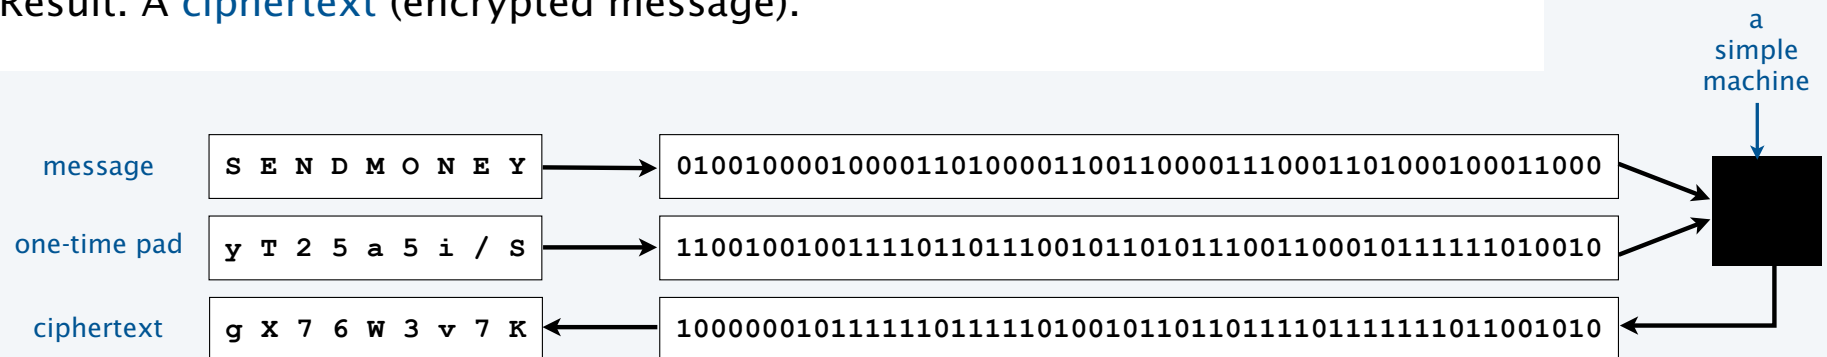 Result. A ciphertext (encrypted message).
a
simple
machine
message
S E N D M O N E Y
010010000100001101000011001100001110001101000100011000
one-time pad
y T 2 5 a 5 i / S
110010010011110110111001011010111001100010111111010010
ciphertext
g X 7 6 W 3 v 7 K
100000010111111011111010010110110111101111111011001010